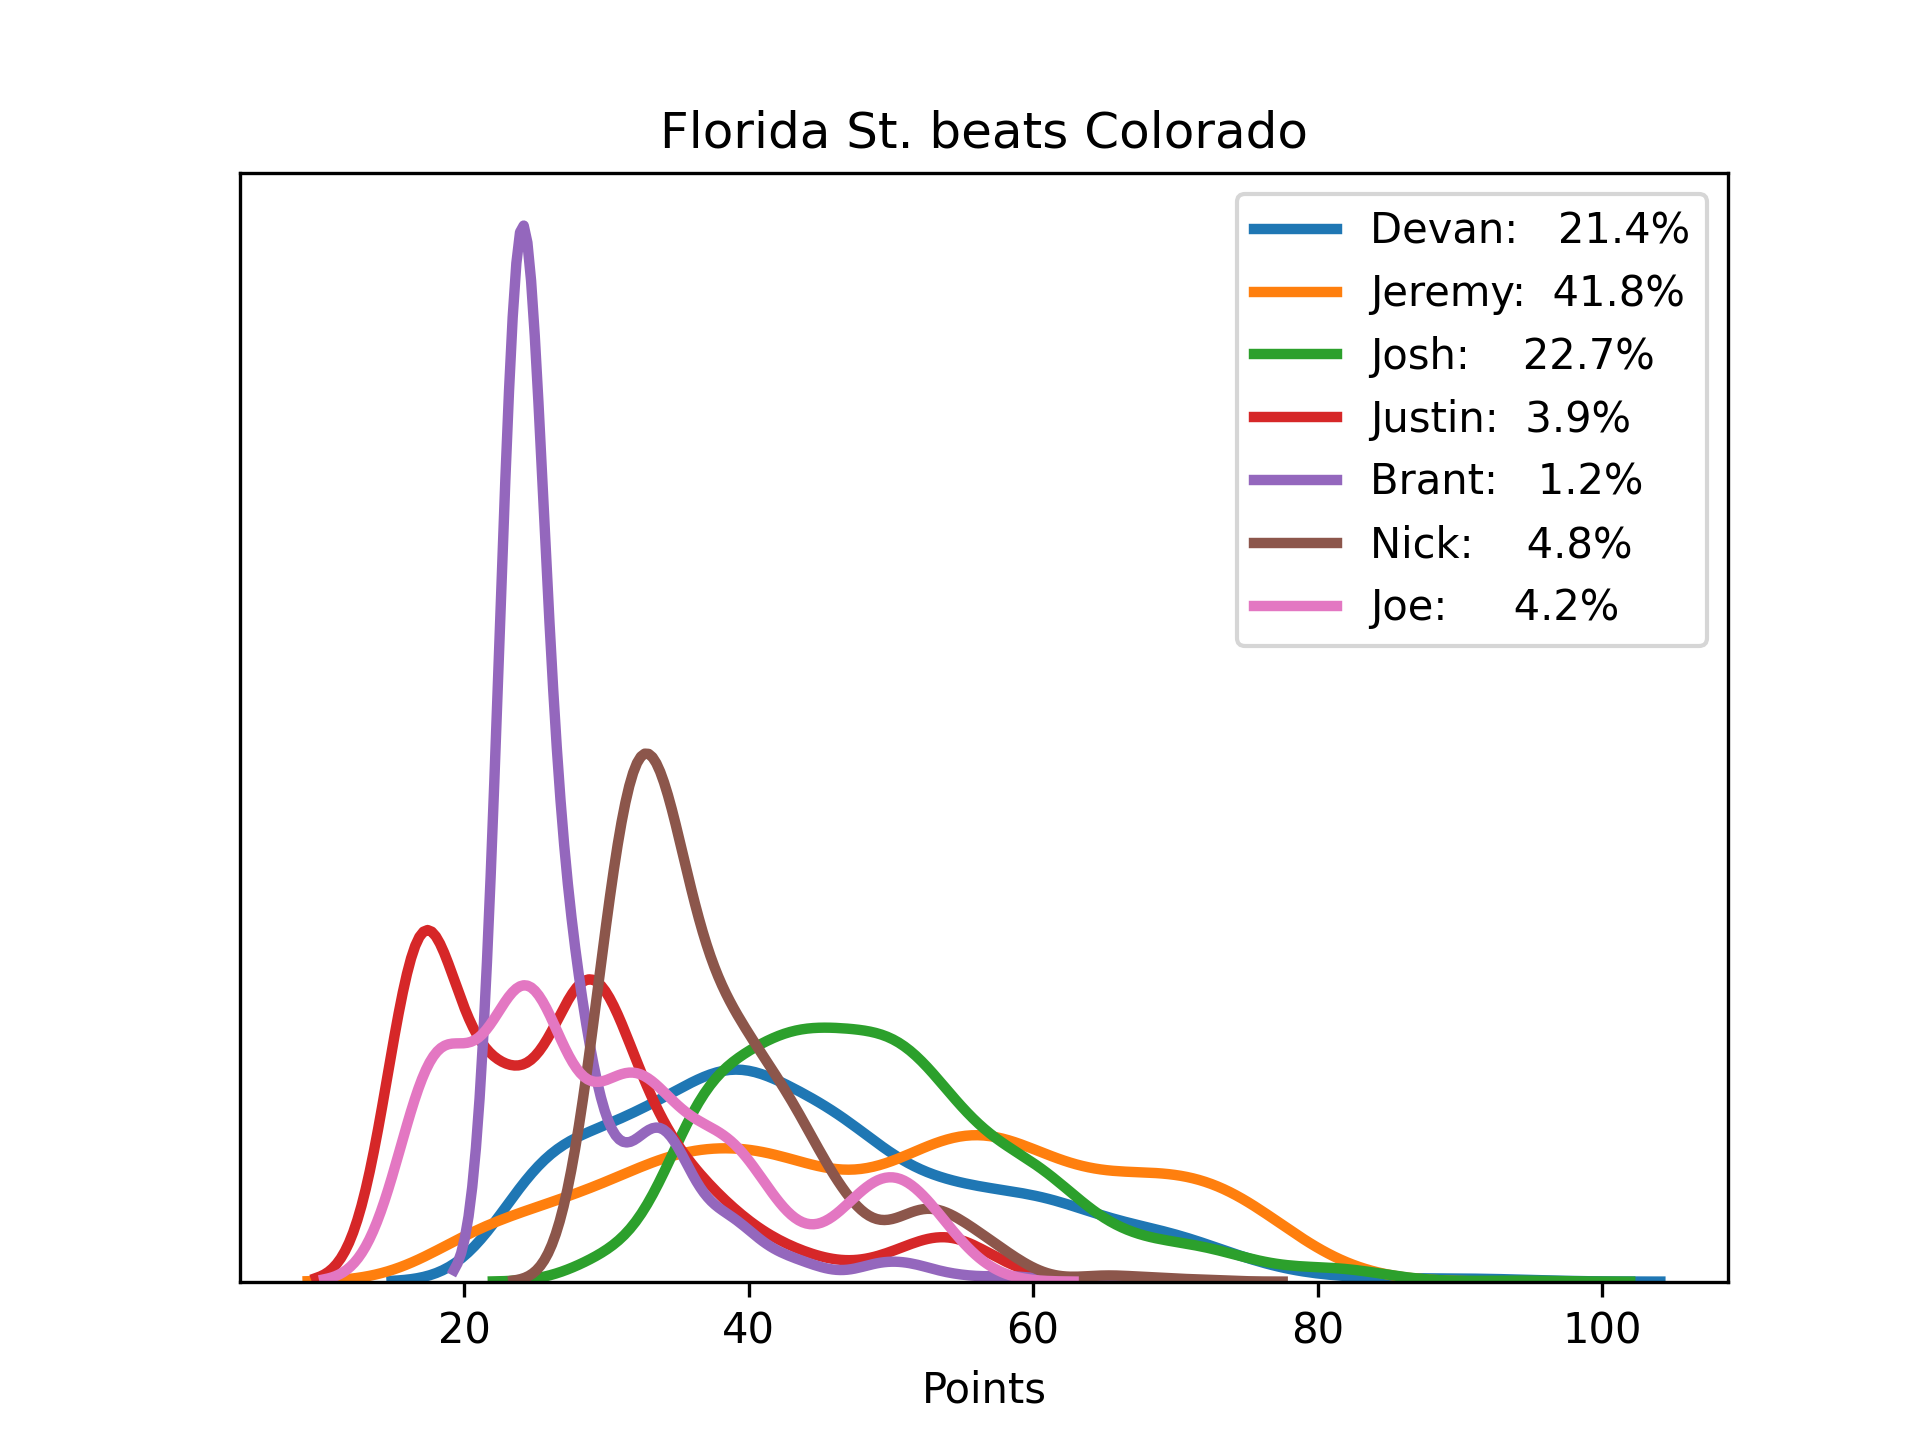 Florida St. beats Colorado
Devan: 21.4%
Jeremy: 41.8%
Josh: 22.7%
Justin: 3.9%
Brant: 1.2%
Nick: 4.8%
Joe: 4.2%
20 40 60 80 100
Points